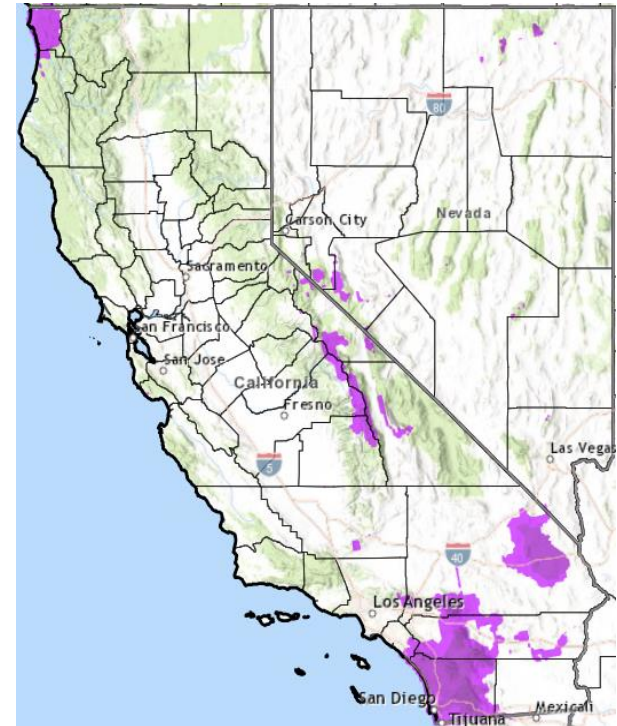 80
Carson City
Nevada
Sacramento
San Francisco
San Jose
California
Fresno
5
Las Vegas
40
Los Angeles
San Diego
Tijuana
Mexicali